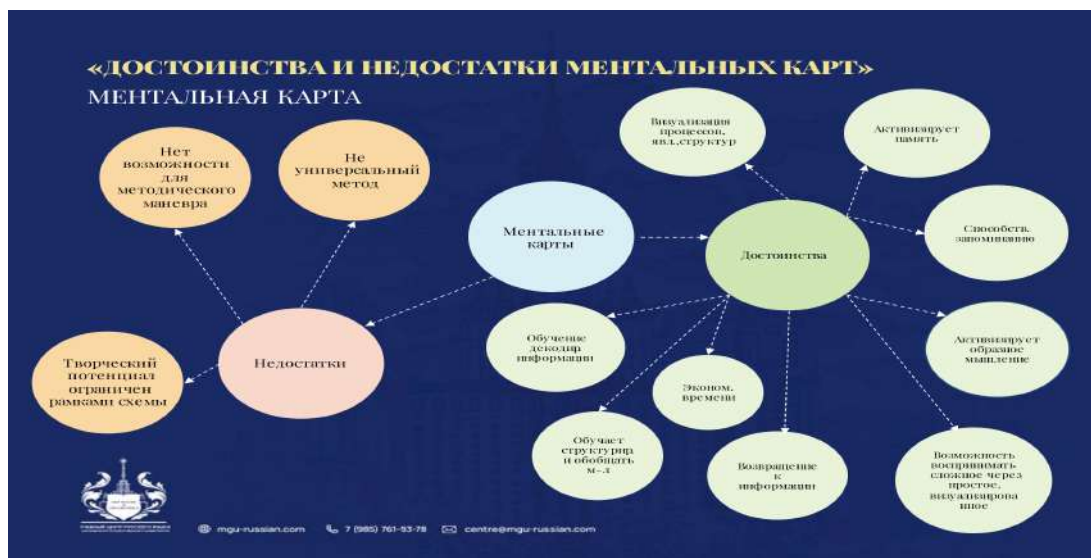 «ДОСТОИНСТВА И НЕДОСТАТКИ МЕНТАЛЬНЫХ КАРТ»
МЕНТАЛЬНАЯ КАРТА
Нет
возможности
для
методического
маневра
Не
универсальный
метод
Творческий
потенциал
ограничен
рамками схемы
Недостатки
Ментальные
карты
Достоинства
Визуализация
процессов,
явл.,структур
Активизирует
память
Способств.
запоминанию
Активизирует
образное
мышление
Возможность
воспринимать
сложное через
простое,
визуализирова
нное
Возвращение
к
информации
Эконом.
времени
Обучает
структурир
и обобщать
м-л
Обучение
декодир
информации
mgu-russian.com
7 (985) 761-93-78
centre@mgu-russian.com